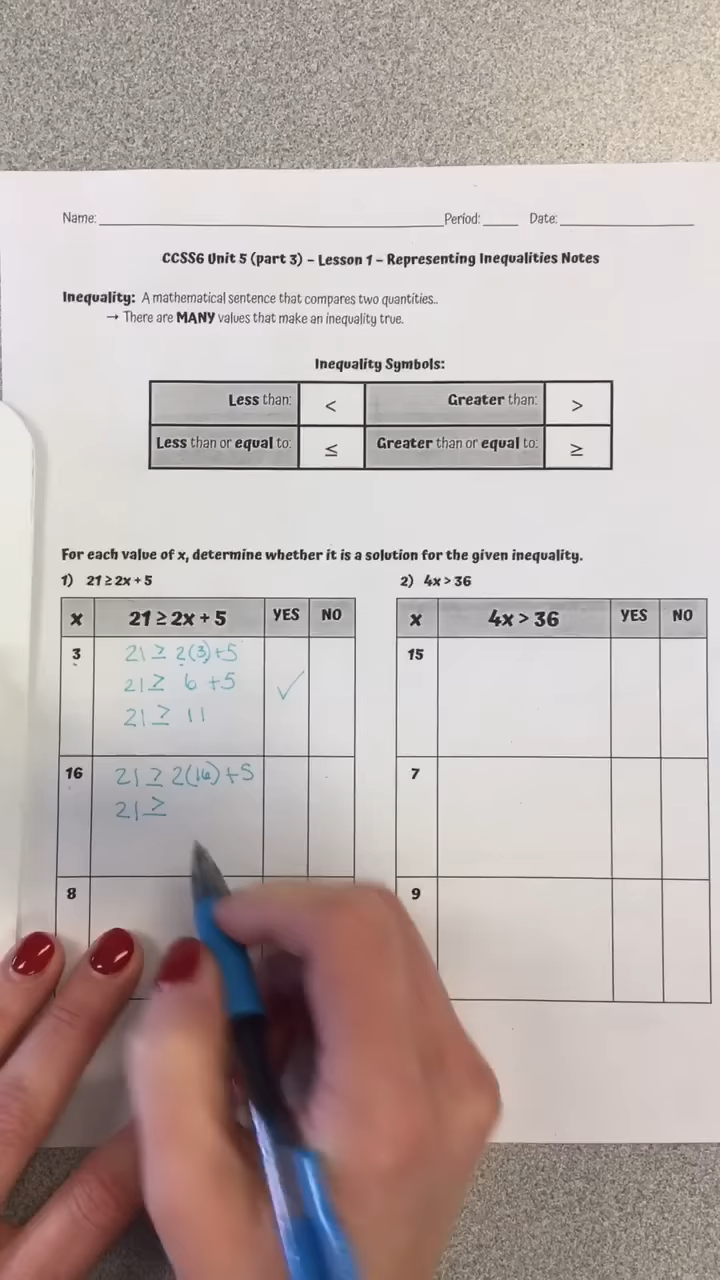 Name: Period: Date:
CCSS6 Unit 5 (part 3) – Lesson 1 – Representing Inequalities Notes
Inequality: A mathematical sentence that compares two quantities..
→ There are MANY values that make an inequality true.
Inequality Symbols:
Less than: < Greater than: >
Less than or equal to: ≤ Greater than or equal to: ≥
For each value of x, determine whether it is a solution for the given inequality.
1) 21 ≥ 2x + 5
x 21 ≥ 2x + 5 YES NO
3 21 ≥ 2(3)+5
21 ≥ 6 +5 ✓
21 ≥ 11
16 21 ≥ 2(16)+5
21 ≥
8
2) 4x > 36
x 4x > 36 YES NO
15
7
9